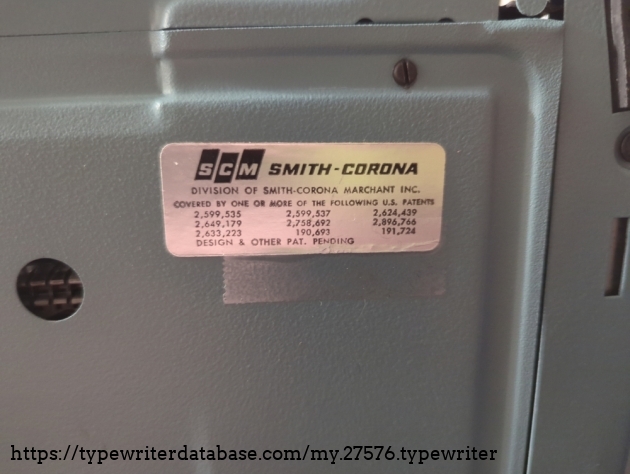 SCM SMITH-CORONA
DIVISION OF SMITH-CORONA MARCHANT INC.
COVERED BY ONE OR MORE OF THE FOLLOWING U.S. PATENTS
2,599,535 2,599,537 2,624,439
2,649,179 2,758,692 2,896,766
2,633,223 190,693 191,724
DESIGN & OTHER PAT. PENDING
https://typewriterdatabase.com/my.27576.typewriter